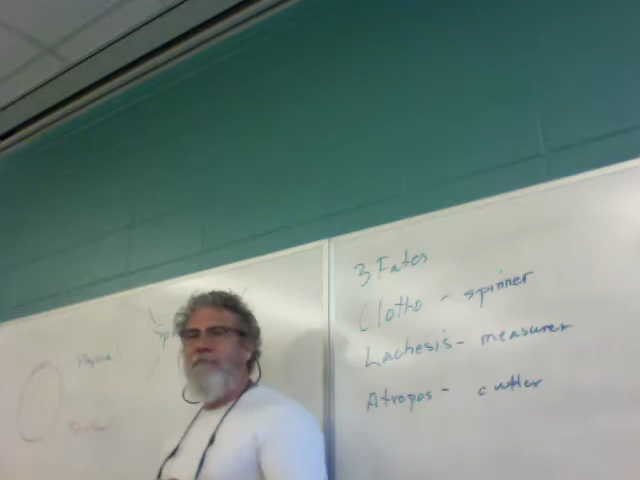 3 Fates
Clotho - spinner
Lachesis - measurer
Atropos - cutter